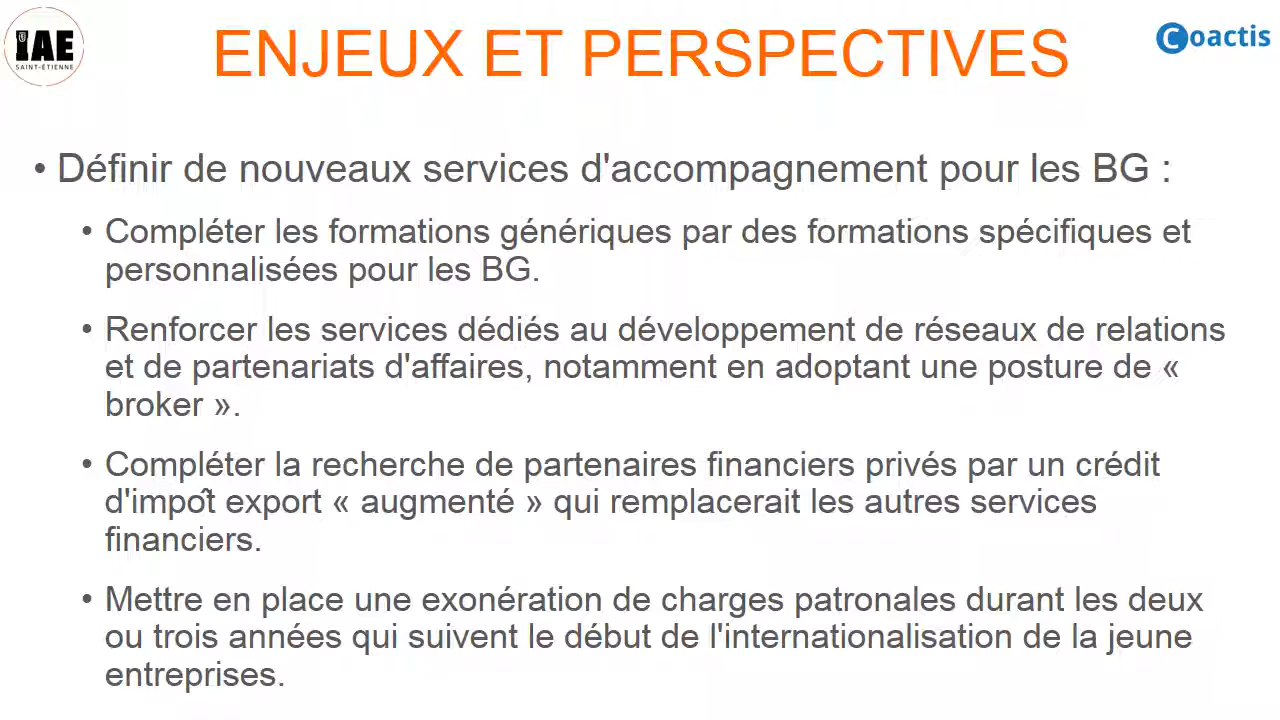 IAE
SAINT-ÉTIENNE
ENJEUX ET PERSPECTIVES
Coactis
• Définir de nouveaux services d'accompagnement pour les BG :
• Compléter les formations génériques par des formations spécifiques et
personnalisées pour les BG.
• Renforcer les services dédiés au développement de réseaux de relations
et de partenariats d'affaires, notamment en adoptant une posture de «
broker ».
• Compléter la recherche de partenaires financiers privés par un crédit
d'impôt export « augmenté » qui remplacerait les autres services
financiers.
• Mettre en place une exonération de charges patronales durant les deux
ou trois années qui suivent le début de l'internationalisation de la jeune
entreprises.